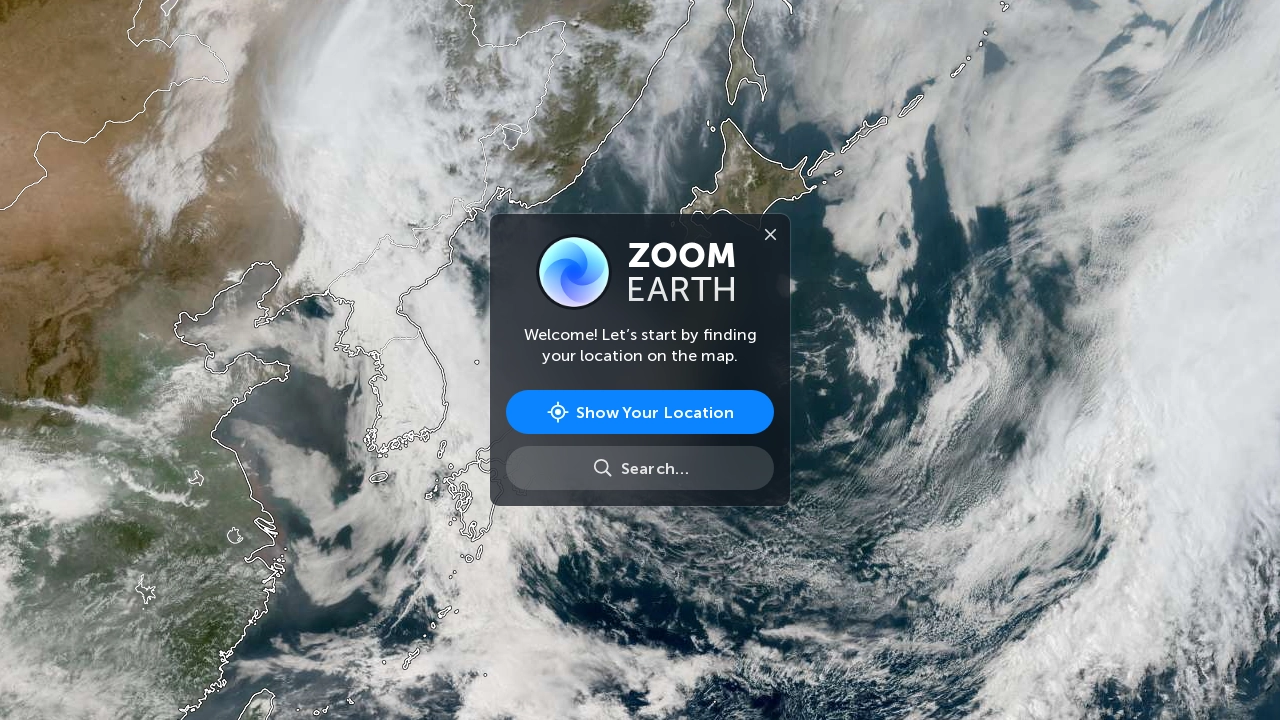 ZOOM
EARTH
Welcome! Let’s start by finding
your location on the map.
Show Your Location
Search...